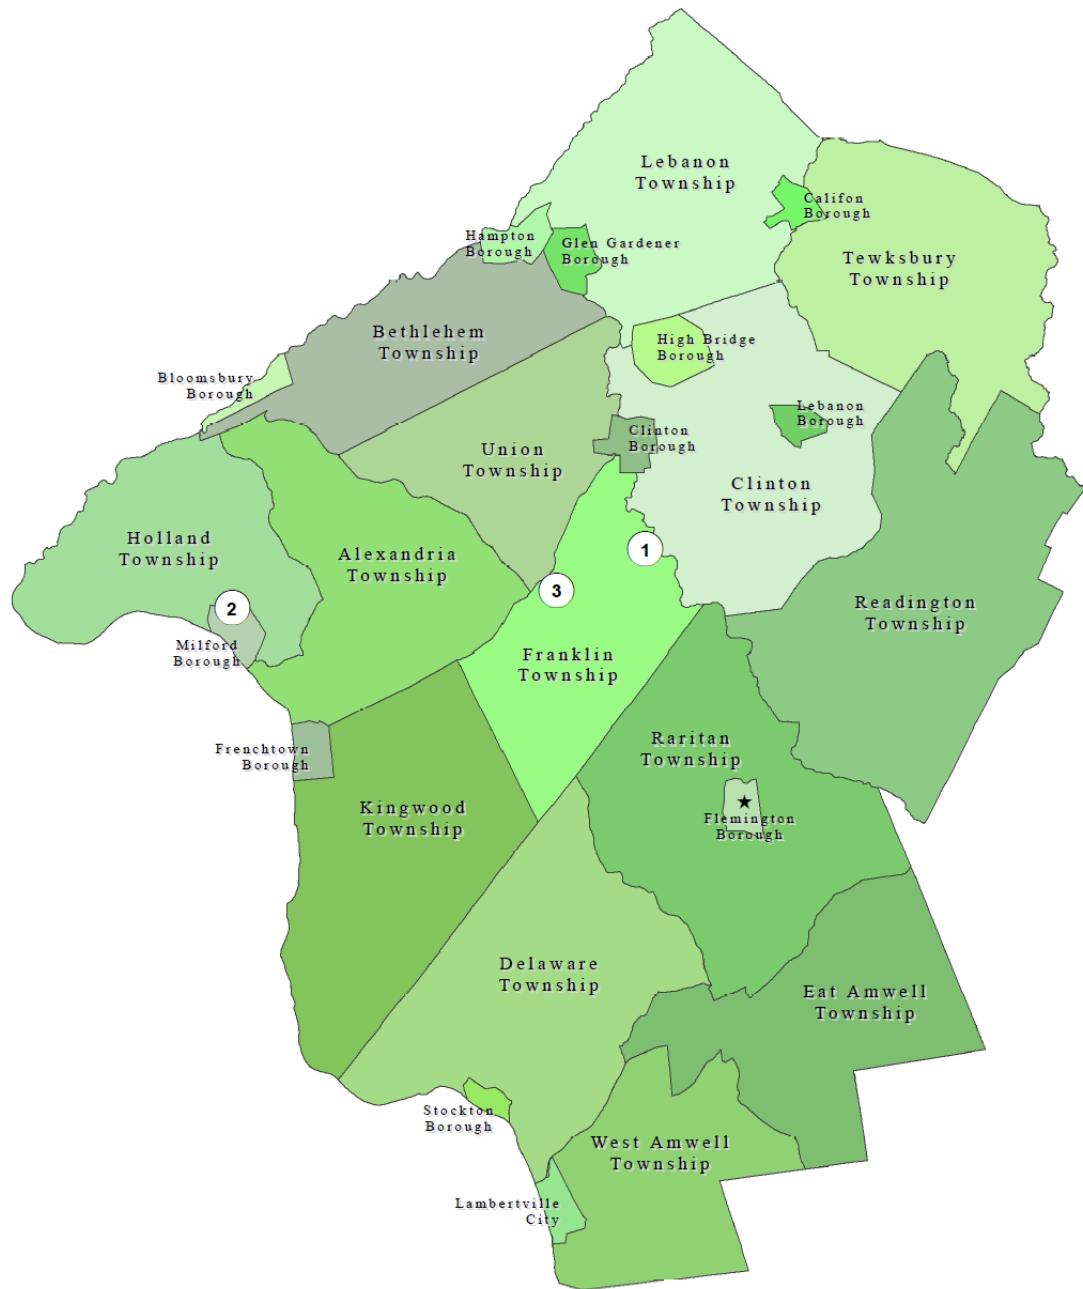 Lebanon
Township
Califon
Borough
Hampton
Borough
Glen Gardener
Borough
Tewksbury
Township
Bethlehem
Township
High Bridge
Borough
Bloomsbury
Borough
Lebanon
Borough
Clinton
Borough
Union
Township
Clinton
Township
Holland
Township
Alexandria
Township
1
3
2
Readington
Township
Milford
Borough
Franklin
Township
Frenchtown
Borough
Raritan
Township
Kingwood
Township
Flemington
Borough
Delaware
Township
Eat Amwell
Township
Stockton
Borough
West Amwell
Township
Lambertville
City